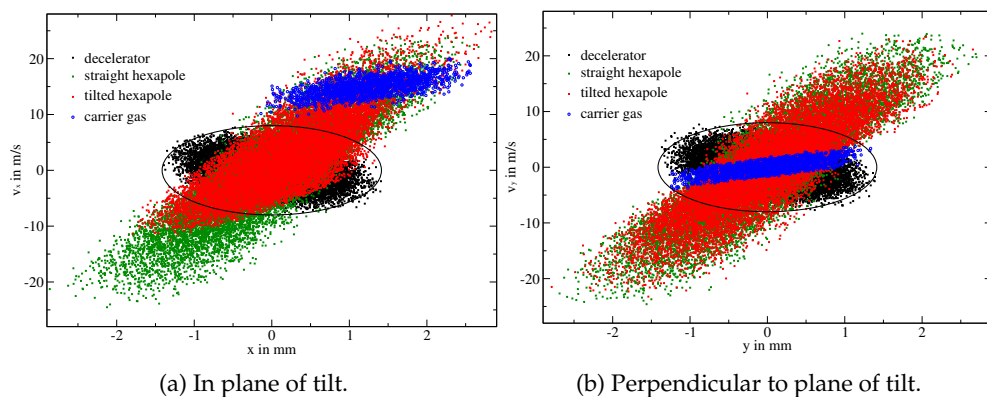 20
10
0
-10
-20
v_x in m/s
decelerator
straight hexapole
tilted hexapole
carrier gas
-2 -1 0 1 2
x in mm
(a) In plane of tilt.
20
10
0
-10
-20
v_y in m/s
decelerator
straight hexapole
tilted hexapole
carrier gas
-2 -1 0 1 2
y in mm
(b) Perpendicular to plane of tilt.